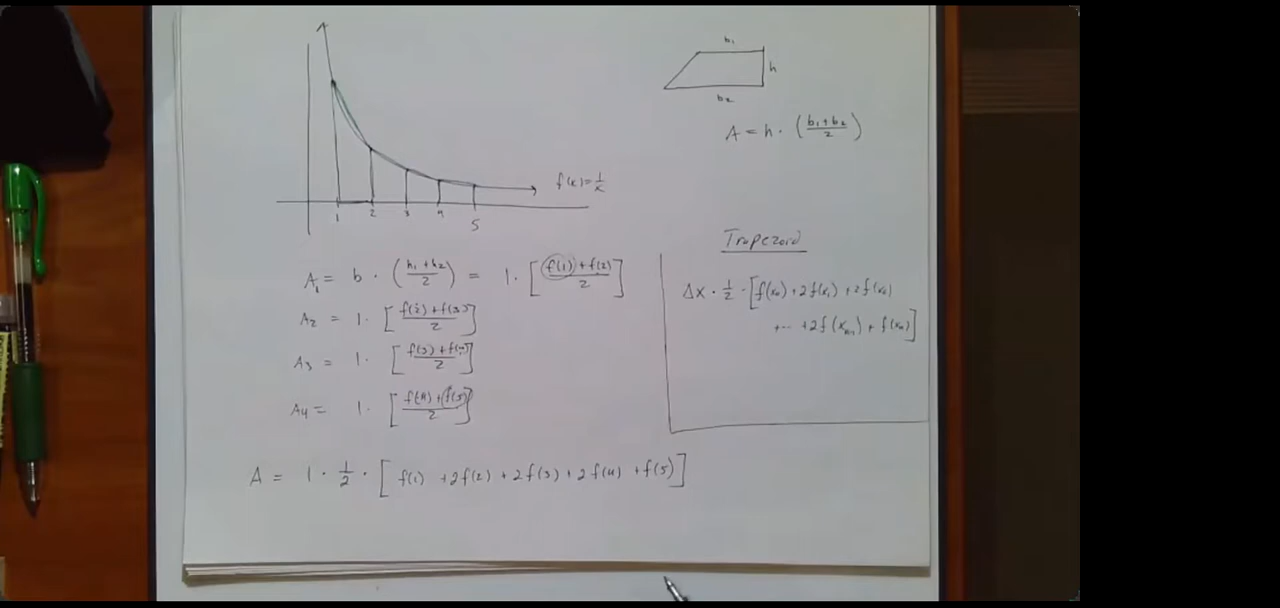 b₁
h
b₂
A = h · (b₁+b₂/2)
f(x)=1/x
1 2 3 4 5
Trapezoid
A₁ = b · (h₁+h₂/2) = 1 · [f(1)+f(2)/2]
A₂ = 1 · [f(2)+f(3)/2]
A₃ = 1 · [f(3)+f(4)/2]
A₄ = 1 · [f(4)+f(5)/2]
Δx · 1/2 · [f(x₀)+2f(x₁)+2f(x₂)
+... +2f(xₙ₋₁)+f(xₙ)]
A = 1 · 1/2 · [f(1) +2f(2) +2f(3)+2f(4) +f(5)]